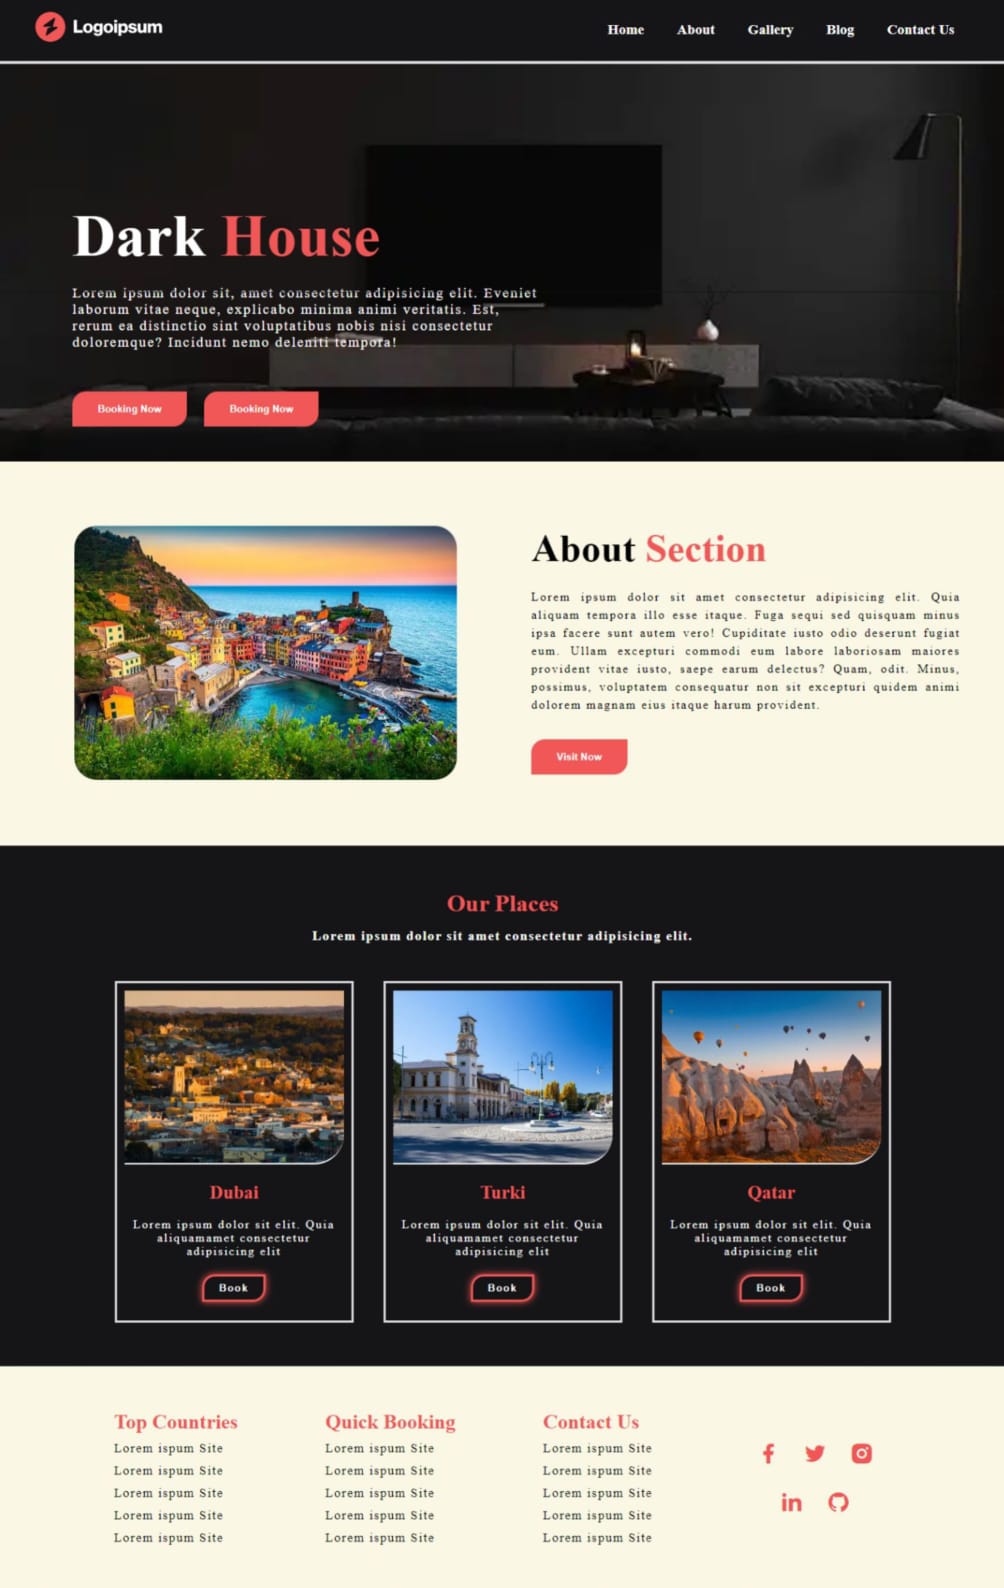 Logoipsum
Home About Gallery Blog Contact Us
Dark House
Lorem ipsum dolor sit, amet consectetur adipisicing elit. Eveniet
laborum vitae neque, explicabo minima animi veritatis. Est,
rerum ea distinctio sint voluptatibus nobis nisi consectetur
doloremque? Incidunt nemo deleniti tempora!
Booking Now Booking Now
About Section
Lorem ipsum dolor sit amet consectetur adipisicing elit. Quia
aliquam tempora illo esse itaque. Fuga sequi sed quisquam minus
ipsa facere sunt autem vero! Cupiditate iusto odio deserunt fugiat
eum. Ullam excepturi commodi eum labore laboriosam maiores
provident vitae iusto, saepe earum delectus? Quam, odit. Minus,
possimus, voluptatem consequatur non sit excepturi quidem animi
dolorem magnam eius itaque harum provident.
Visit Now
Our Places
Lorem ipsum dolor sit amet consectetur adipisicing elit.
Dubai
Lorem ipsum dolor sit elit. Quia
aliquamamet consectetur
adipisicing elit
Book
Turki
Lorem ipsum dolor sit elit. Quia
aliquamamet consectetur
adipisicing elit
Book
Qatar
Lorem ipsum dolor sit elit. Quia
aliquamamet consectetur
adipisicing elit
Book
Top Countries
Lorem ispum Site
Lorem ispum Site
Lorem ispum Site
Lorem ispum Site
Lorem ispum Site
Quick Booking
Lorem ispum Site
Lorem ispum Site
Lorem ispum Site
Lorem ispum Site
Lorem ispum Site
Contact Us
Lorem ispum Site
Lorem ispum Site
Lorem ispum Site
Lorem ispum Site
Lorem ispum Site